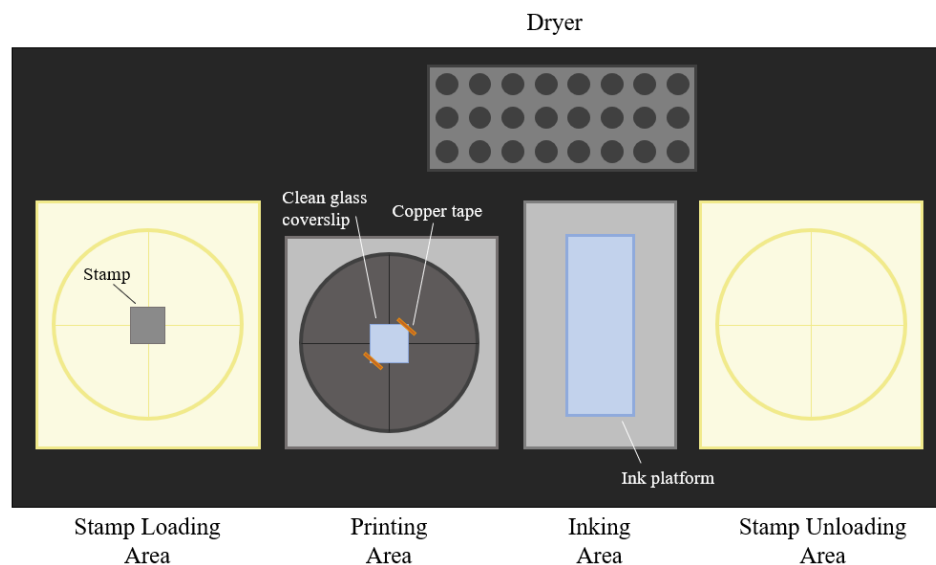 Dryer
Clean glass
coverslip
Copper tape
Stamp
Ink platform
Stamp Loading
Area
Printing
Area
Inking
Area
Stamp Unloading
Area